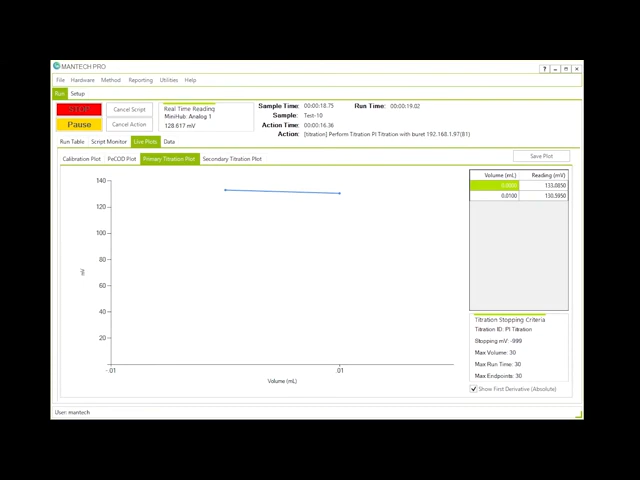 MANTECH PRO
File Hardware Method Reporting Utilities Help
Run Setup
STOP Cancel Script
Pause Cancel Action
Real Time Reading
MiniHub Analog 1
128.617 mV
Sample Time: 00:00:18.75 Run Time: 00:00:19.02
Sample: Test-10
Action Time: 00:00:16.36
Action: [titration] Perform Titration PI Titration with buret 192.168.1.97(81)
Run Table Script Monitor Live Plots Data
Calibration Plot PeCOD Plot Primary Titration Plot Secondary Titration Plot
Save Plot
140
120
100
80
60
40
20
mV
-.01 .01
Volume (mL)
Volume (mL) Reading (mV)
0.0000 133.0850
0.0100 130.5950
Titration Stopping Criteria
Titration ID: PI Titration
Stopping mV: -999
Max Volume: 30
Max Run Time: 30
Max Endpoints: 30
Show First Derivative (Absolute)
User: mantech